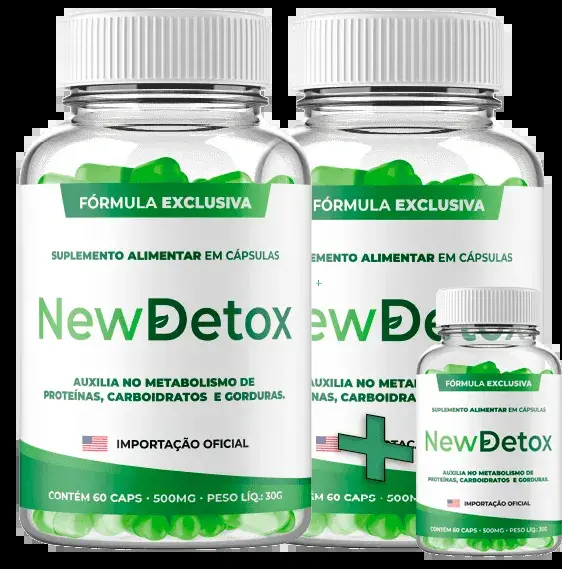 FÓRMULA EXCLUSIVA
SUPLEMENTO ALIMENTAR EM CÁPSULAS
NewDetox
AUXILIA NO METABOLISMO DE
PROTEÍNAS, CARBOIDRATOS E GORDURAS.
IMPORTAÇÃO OFICIAL
CONTÉM 60 CAPS · 500MG · PESO LÍQ.: 30G
FÓRMULA EXCLUSIVA
ALIMENTAR EM CÁPSULAS
FÓRMULA EXCLUSIVA
SUPLEMENTO ALIMENTAR EM CÁPSULAS
NewDetox
AUXILIA NO METABOLISMO DE
PROTEÍNAS, CARBOIDRATOS E GORDURAS.
IMPORTAÇÃO OFICIAL
CONTÉM 60 CAPS · 500MG · PESO LÍQ.: 30G